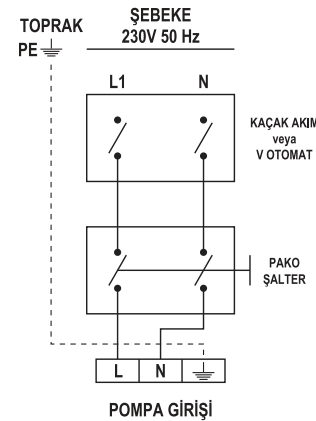 TOPRAK
PE
ŞEBEKE
230V 50 Hz
L1 N
KAÇAK AKIM
veya
V OTOMAT
PAKO
ŞALTER
L N
POMPA GİRİŞİ